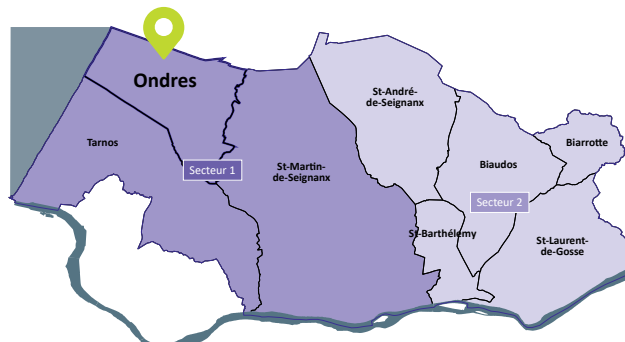 Ondres
Tarnos
Secteur 1
St-Martin-
de-Seignanx
St-André-
de-Seignanx
Biaudos
Biarrotte
Secteur 2
St-Barthélemy
St-Laurent-
de-Gosse